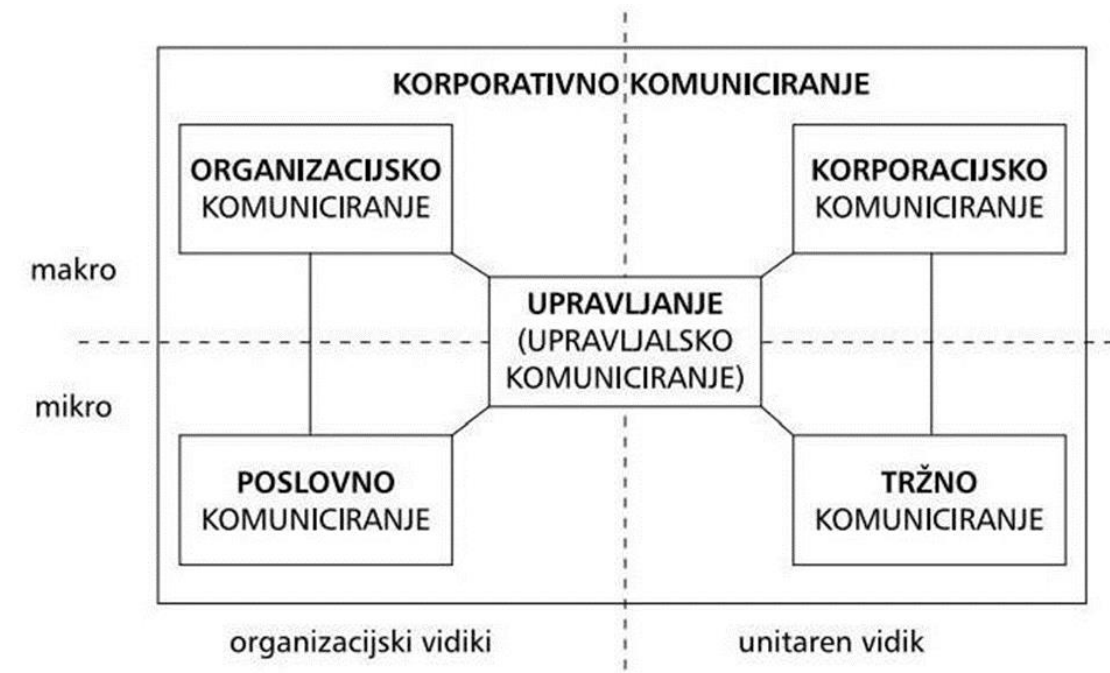 KORPORATIVNO KOMUNICIRANJE
ORGANIZACIJSKO
KOMUNICIRANJE
KORPORACIJSKO
KOMUNICIRANJE
makro
UPRAVLJANJE
(UPRAVLJALSKO
KOMUNICIRANJE)
mikro
POSLOVNO
KOMUNICIRANJE
TRŽNO
KOMUNICIRANJE
organizacijski vidiki
unitaren vidik